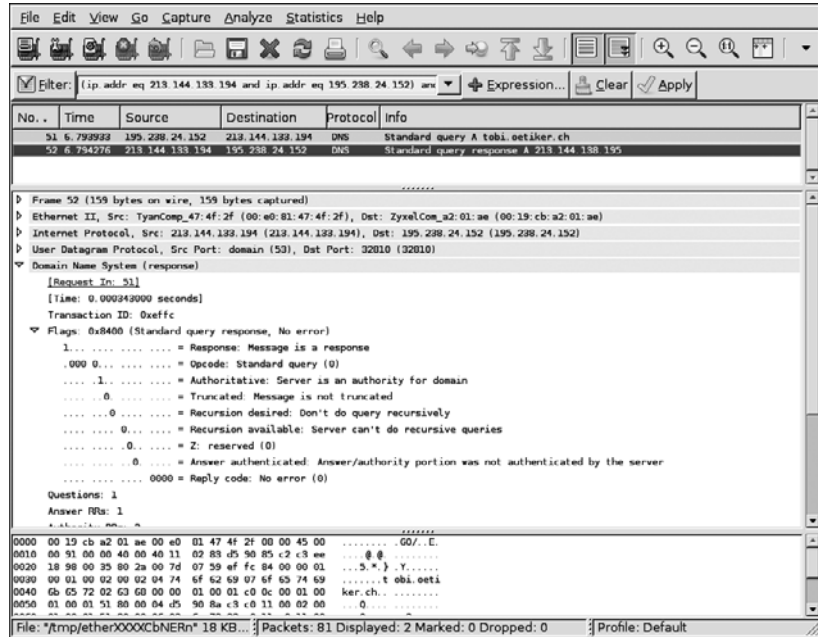 File Edit View Go Capture Analyze Statistics Help
Filter: (ip.addr eq 213.144.133.194 and ip.addr eq 195.238.24.152) and Expression... Clear Apply
No. . Time Source Destination Protocol Info
51 6.793933 195.238.24.152 213.144.133.194 DNS Standard query A tobi.oetiker.ch
52 6.794276 213.144.133.194 195.238.24.152 DNS Standard query response A 213.144.138.195
Frame 52 (159 bytes on wire, 159 bytes captured)
Ethernet II, Src: TyanComp_47:4f:2f (00:e0:81:47:4f:2f), Dst: ZyxelCom_a2:01:ae (00:19:cb:a2:01:ae)
Internet Protocol, Src: 213.144.133.194 (213.144.133.194), Dst: 195.238.24.152 (195.238.24.152)
User Datagram Protocol, Src Port: domain (53), Dst Port: 32810 (32810)
Domain Name System (response)
[Request In: 51]
[Time: 0.000343000 seconds]
Transaction ID: 0xeffc
Flags: 0x8400 (Standard query response, No error)
1... .... .... .... = Response: Message is a response
.000 0... .... .... = Opcode: Standard query (0)
.... .1.. .... .... = Authoritative: Server is an authority for domain
.... ..0. .... .... = Truncated: Message is not truncated
.... ...0 .... .... = Recursion desired: Don't do query recursively
.... .... 0... .... = Recursion available: Server can't do recursive queries
.... .... .0.. .... = Z: reserved (0)
.... .... ..0. .... = Answer authenticated: Answer/authority portion was not authenticated by the server
.... .... .... 0000 = Reply code: No error (0)
Questions: 1
Answer RRs: 1
0000 00 19 cb a2 01 ae 00 e0 81 47 4f 2f 08 00 45 00 ........ .GO/..E.
0010 00 91 00 00 40 00 40 11 02 83 d5 90 85 c2 c3 ee ....@.@. ........
0020 18 98 00 35 80 2a 00 7d 07 59 ef fc 84 00 00 01 ...5.*.} .Y......
0030 00 01 00 02 00 02 04 74 6f 62 69 07 6f 65 74 69 .......t obi.oeti
0040 6b 65 72 02 63 68 00 00 01 00 01 c0 0c 00 01 00 ker.ch.. ........
0050 01 00 01 51 80 00 04 d5 90 8a c3 c0 11 00 02 00 ...Q.... ........
File: "/tmp/etherXXXXCbNERn" 18 KB... Packets: 81 Displayed: 2 Marked: 0 Dropped: 0 Profile: Default